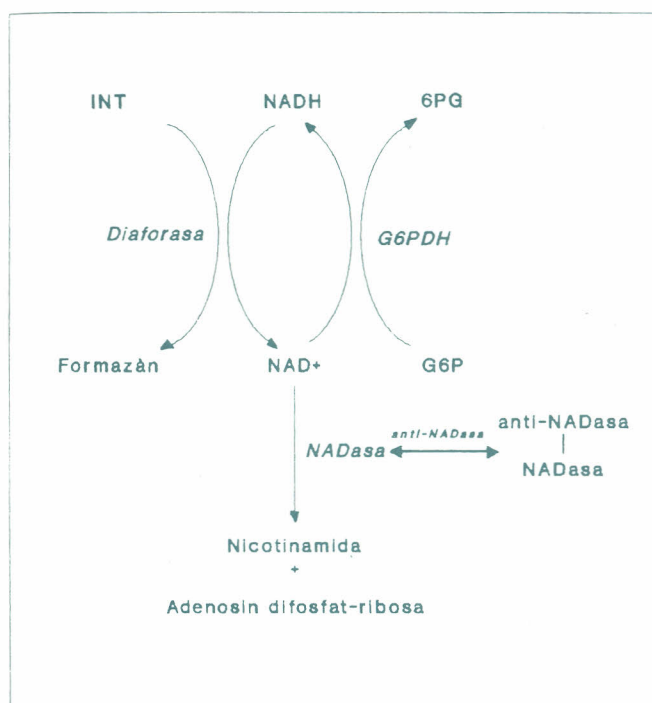 INT NADH 6PG
Diaforasa G6PDH
Formazàn NAD+ G6P
anti-NADasa anti-NADasa
NADasa
NADasa
Nicotinamida
+
Adenosin difosfat-ribosa